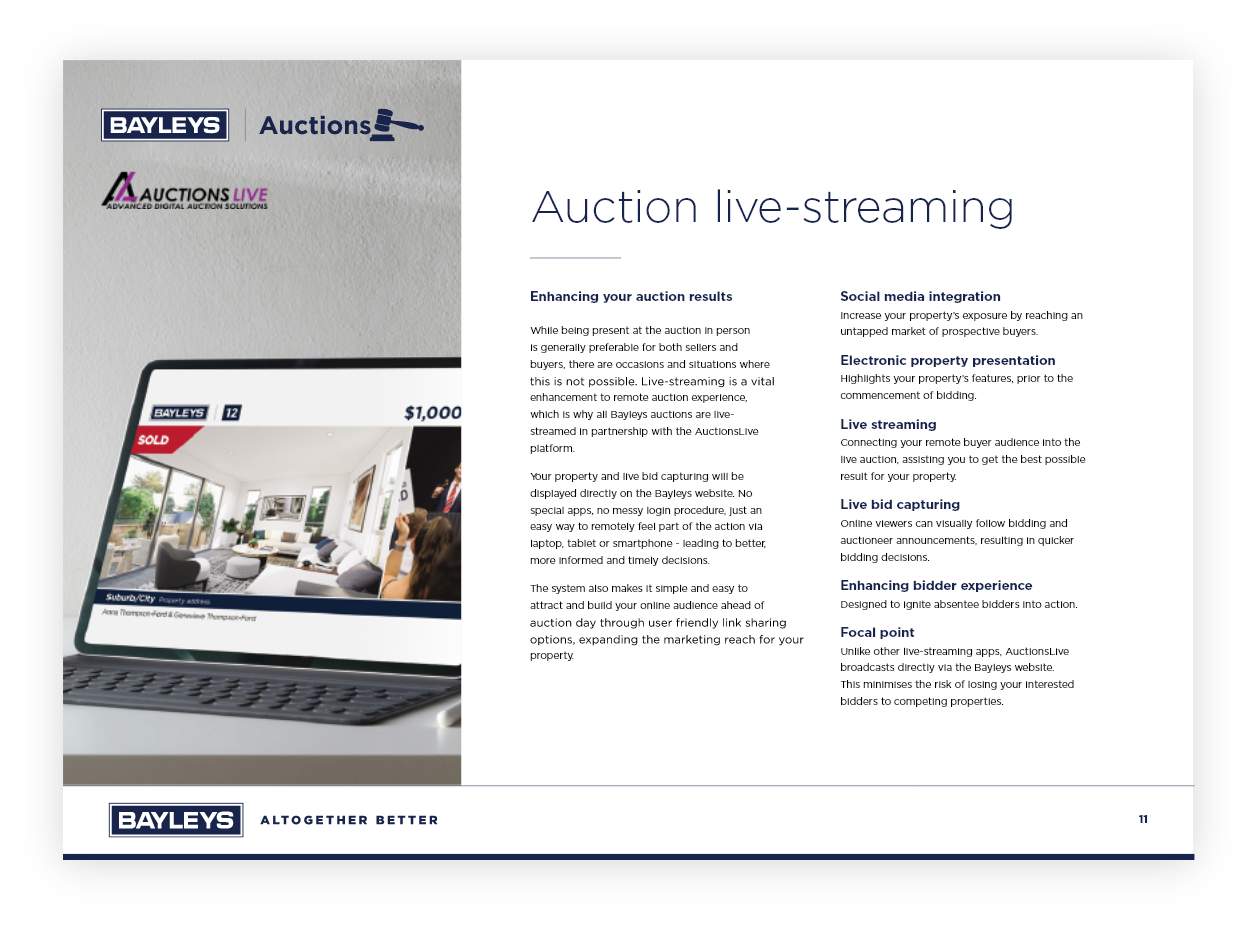 BAYLEYS
Auctions
AUCTIONS LIVE
ADVANCED DIGITAL AUCTION SOLUTIONS
BAYLEYS 12 $1,000
SOLD
Suburb/City Property address
Anna Thompson-Ford & Genevieve Thompson-Ford
Auction live-streaming
Enhancing your auction results
While being present at the auction in person
is generally preferable for both sellers and
buyers, there are occasions and situations where
this is not possible. Live-streaming is a vital
enhancement to remote auction experience,
which is why all Bayleys auctions are live-
streamed in partnership with the AuctionsLive
platform.
Your property and live bid capturing will be
displayed directly on the Bayleys website. No
special apps, no messy login procedure, just an
easy way to remotely feel part of the action via
laptop, tablet or smartphone - leading to better,
more informed and timely decisions.
The system also makes it simple and easy to
attract and build your online audience ahead of
auction day through user friendly link sharing
options, expanding the marketing reach for your
property.
Social media integration
Increase your property's exposure by reaching an
untapped market of prospective buyers.
Electronic property presentation
Highlights your property's features, prior to the
commencement of bidding.
Live streaming
Connecting your remote buyer audience into the
live auction, assisting you to get the best possible
result for your property.
Live bid capturing
Online viewers can visually follow bidding and
auctioneer announcements, resulting in quicker
bidding decisions.
Enhancing bidder experience
Designed to ignite absentee bidders into action.
Focal point
Unlike other live-streaming apps, AuctionsLive
broadcasts directly via the Bayleys website.
This minimises the risk of losing your interested
bidders to competing properties.
BAYLEYS
ALTOGETHER BETTER
11